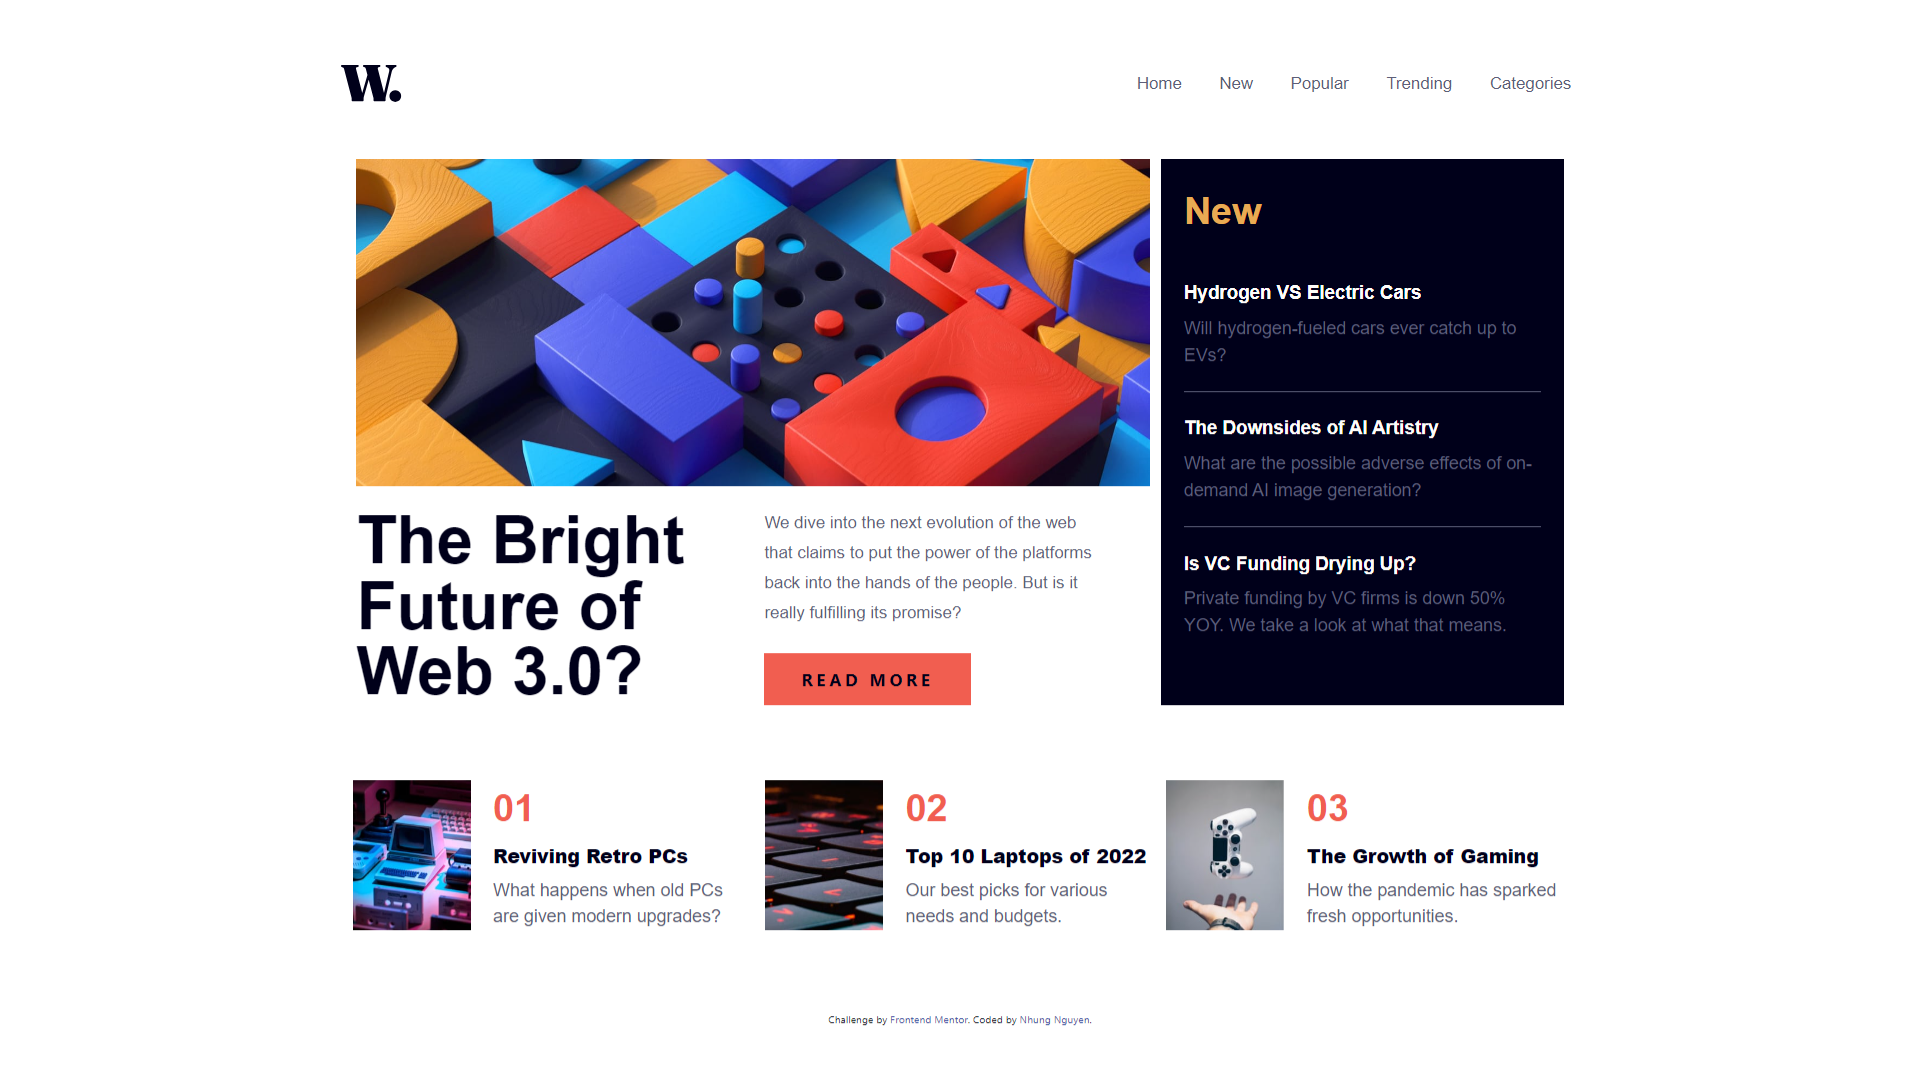 W.
Home New Popular Trending Categories
The Bright
Future of
Web 3.0?
We dive into the next evolution of the web
that claims to put the power of the platforms
back into the hands of the people. But is it
really fulfilling its promise?
READ MORE
New
Hydrogen VS Electric Cars
Will hydrogen-fueled cars ever catch up to
EVs?
The Downsides of AI Artistry
What are the possible adverse effects of on-
demand AI image generation?
Is VC Funding Drying Up?
Private funding by VC firms is down 50%
YOY. We take a look at what that means.
01
Reviving Retro PCs
What happens when old PCs
are given modern upgrades?
02
Top 10 Laptops of 2022
Our best picks for various
needs and budgets.
03
The Growth of Gaming
How the pandemic has sparked
fresh opportunities.
Challenge by Frontend Mentor. Coded by Nhung Nguyen.